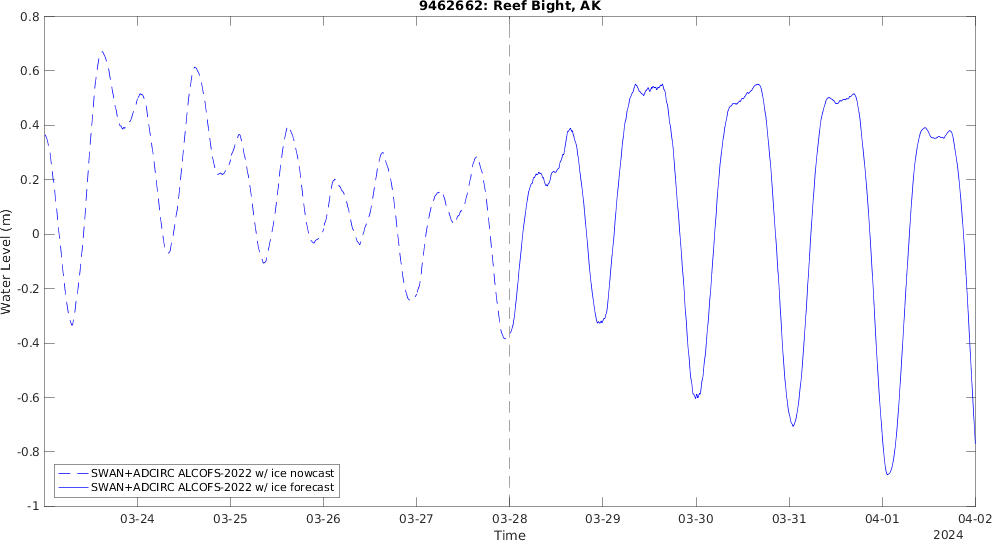 9462662: Reef Bight, AK
0.8
0.6
0.4
0.2
0
-0.2
-0.4
-0.6
-0.8
-1
Water Level (m)
SWAN+ADCIRC ALCOFS-2022 w/ ice nowcast
SWAN+ADCIRC ALCOFS-2022 w/ ice forecast
03-24 03-25 03-26 03-27 03-28 03-29 03-30 03-31 04-01 04-02
Time
2024